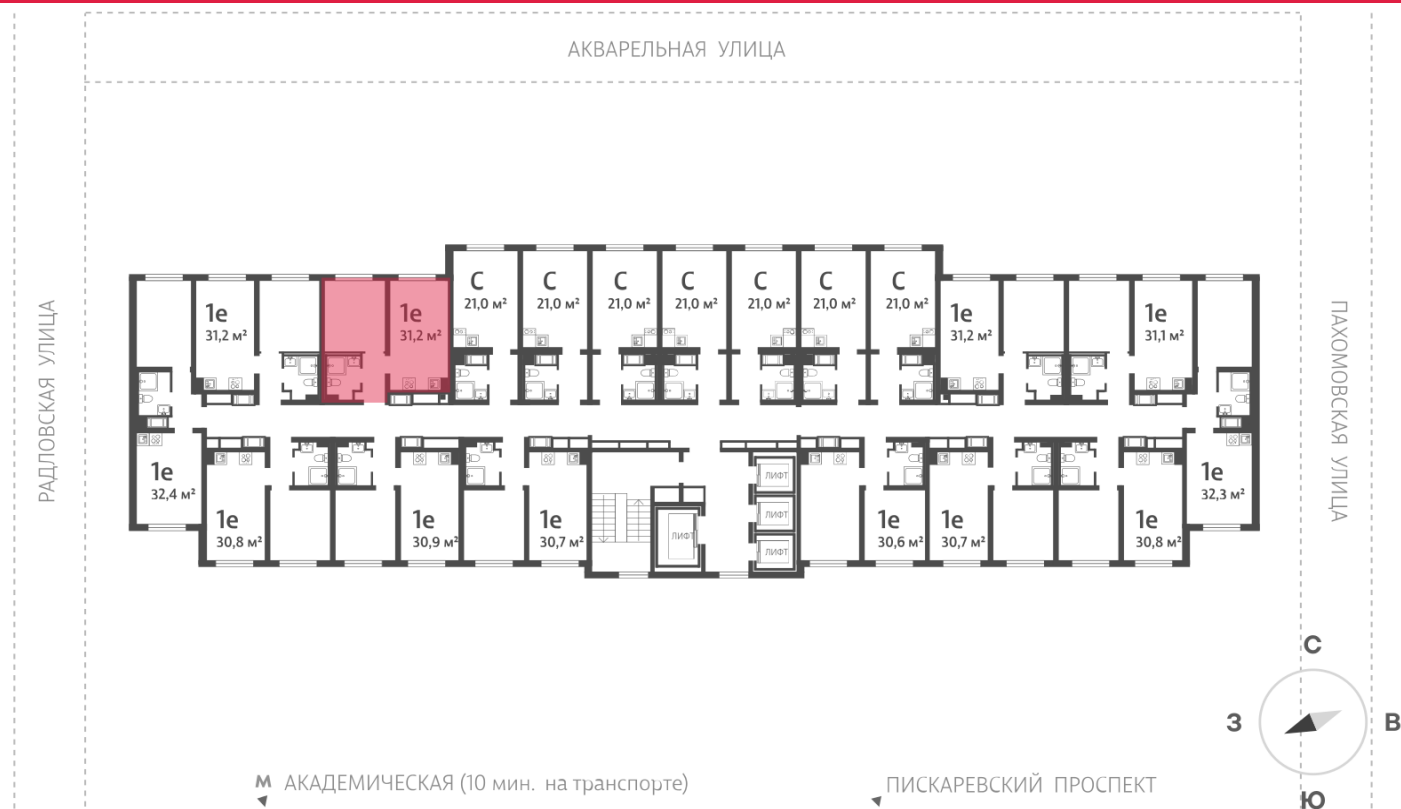 АКВАРЕЛЬНАЯ УЛИЦА
РАДЛОВСКАЯ УЛИЦА
ПАХОМОВСКАЯ УЛИЦА
С
21,0 м²
С
21,0 м²
С
21,0 м²
С
21,0 м²
С
21,0 м²
С
21,0 м²
С
21,0 м²
1е
31,2 м²
1е
31,2 м²
1е
31,2 м²
1е
31,1 м²
1е
32,4 м²
1е
30,8 м²
1е
30,9 м²
1е
30,7 м²
ЛИФТ
ЛИФТ
ЛИФТ
ЛИФТ
1е
30,6 м²
1е
30,7 м²
1е
30,8 м²
1е
32,3 м²
С
З
В
Ю
М АКАДЕМИЧЕСКАЯ (10 мин. на транспорте)
ПИСКАРЕВСКИЙ ПРОСПЕКТ